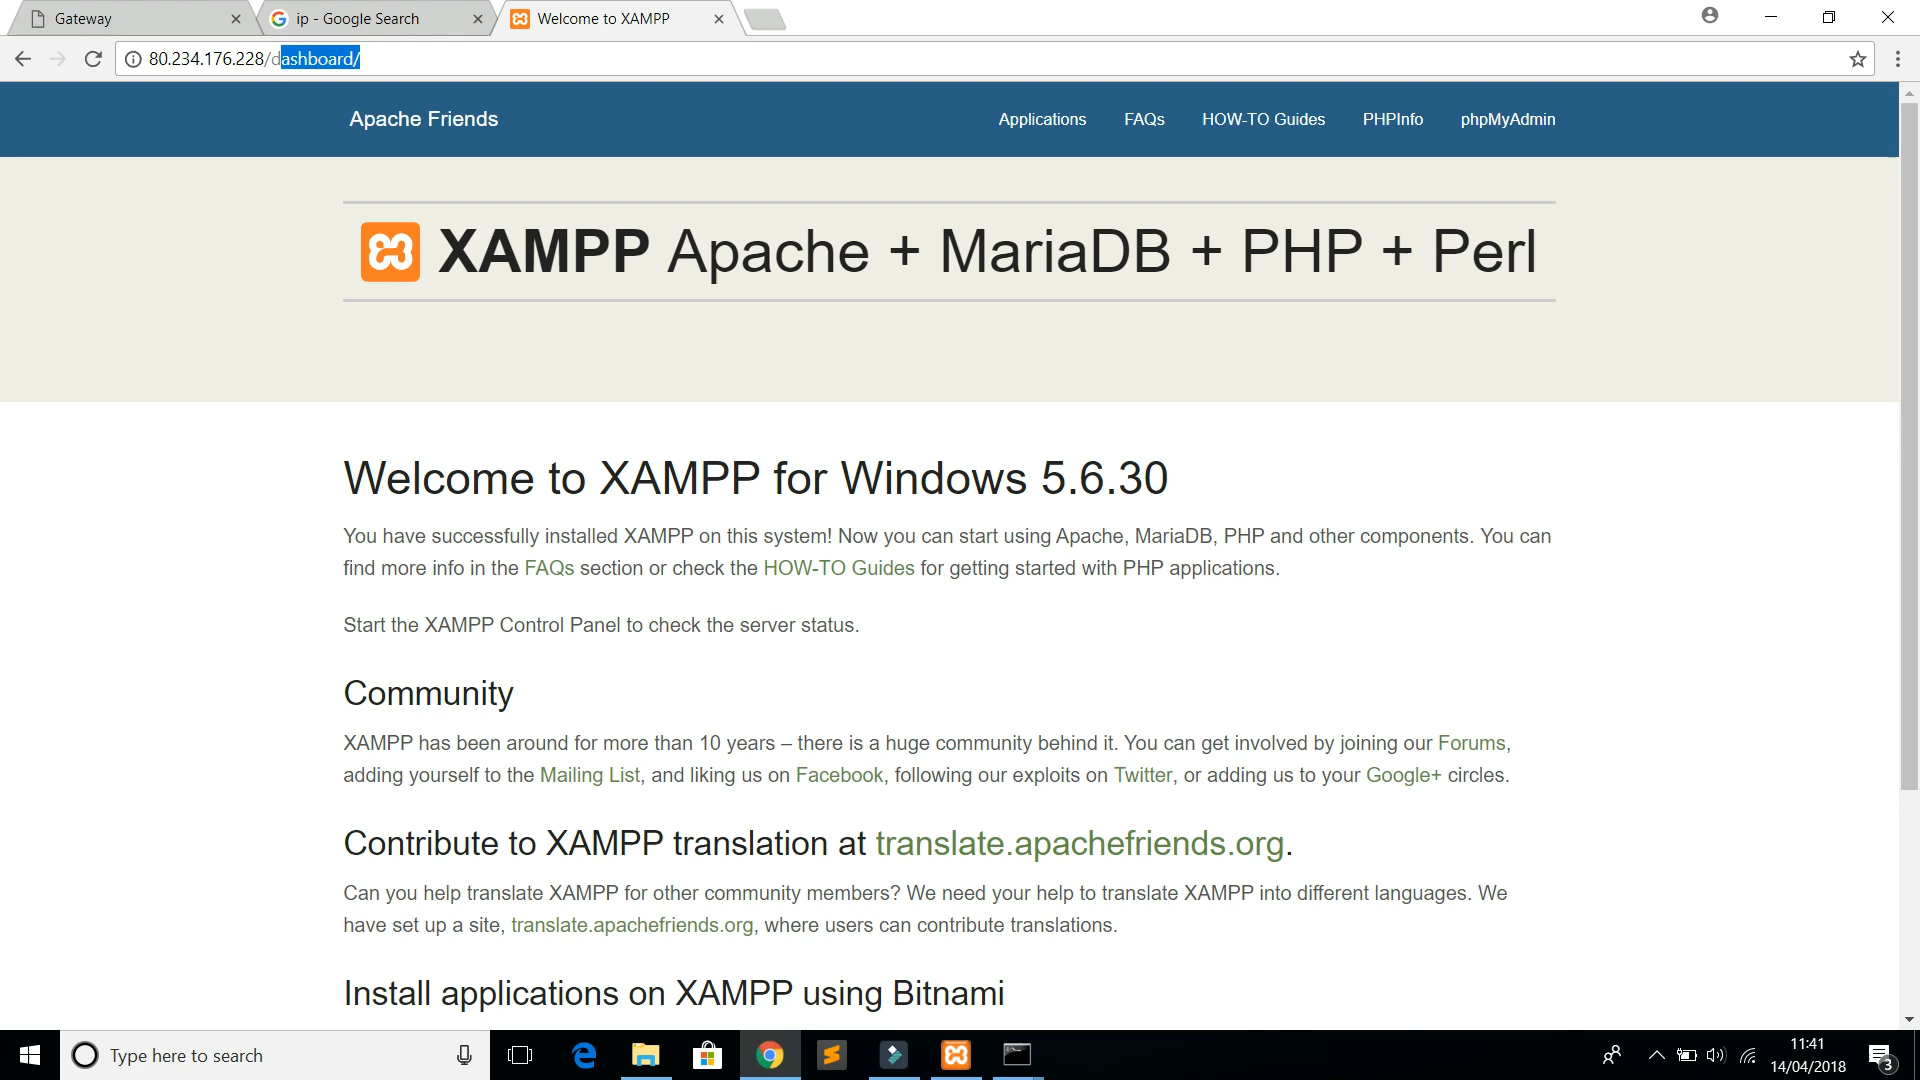 Gateway
ip - Google Search
Welcome to XAMPP
80.234.176.228/dashboard/
Apache Friends
Applications
FAQs
HOW-TO Guides
PHPInfo
phpMyAdmin
XAMPP Apache + MariaDB + PHP + Perl
Welcome to XAMPP for Windows 5.6.30
You have successfully installed XAMPP on this system! Now you can start using Apache, MariaDB, PHP and other components. You can
find more info in the FAQs section or check the HOW-TO Guides for getting started with PHP applications.
Start the XAMPP Control Panel to check the server status.
Community
XAMPP has been around for more than 10 years – there is a huge community behind it. You can get involved by joining our Forums,
adding yourself to the Mailing List, and liking us on Facebook, following our exploits on Twitter, or adding us to your Google+ circles.
Contribute to XAMPP translation at translate.apachefriends.org.
Can you help translate XAMPP for other community members? We need your help to translate XAMPP into different languages. We
have set up a site, translate.apachefriends.org, where users can contribute translations.
Install applications on XAMPP using Bitnami
Type here to search
11:41
14/04/2018
3